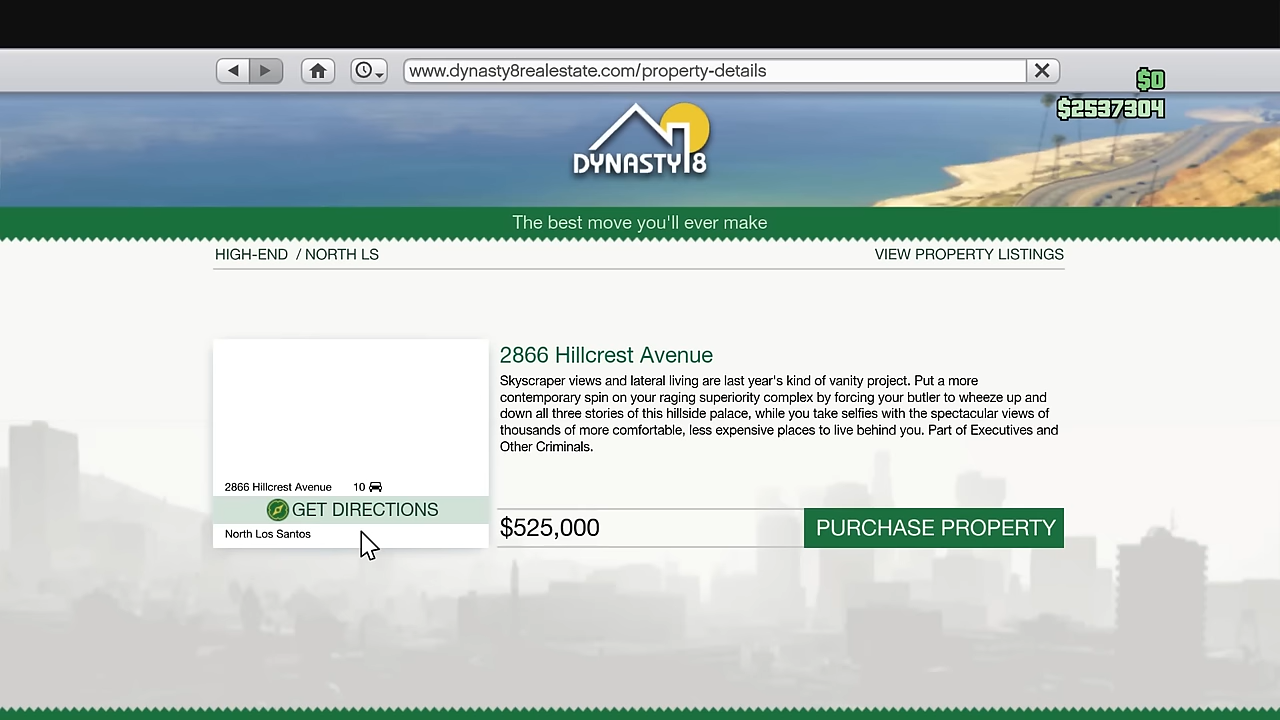 www.dynasty8realestate.com/property-details
$0
$2537304
DYNASTY 8
The best move you'll ever make
HIGH-END / NORTH LS
VIEW PROPERTY LISTINGS
2866 Hillcrest Avenue
Skyscraper views and lateral living are last year's kind of vanity project. Put a more
contemporary spin on your raging superiority complex by forcing your butler to wheeze up and
down all three stories of this hillside palace, while you take selfies with the spectacular views of
thousands of more comfortable, less expensive places to live behind you. Part of Executives and
Other Criminals.
2866 Hillcrest Avenue 10
GET DIRECTIONS
North Los Santos
$525,000
PURCHASE PROPERTY